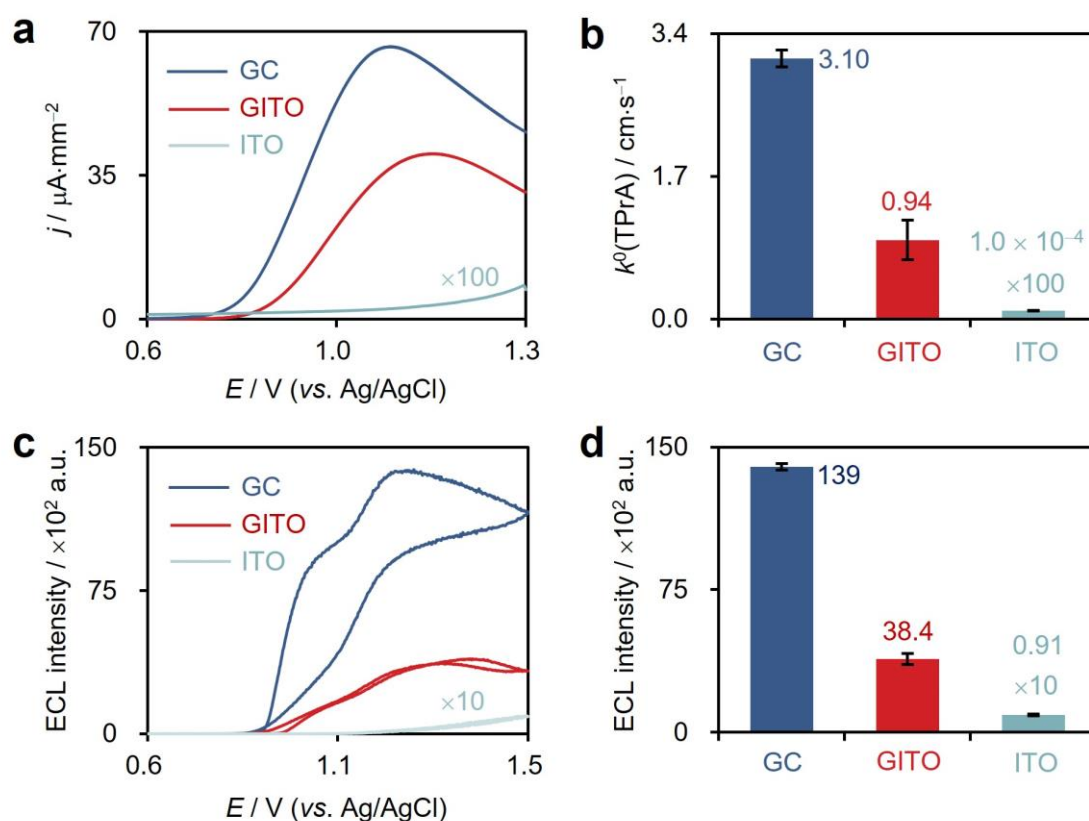 a
70
35
0
j / μA·mm⁻²
GC
GITO
ITO
×100
0.6
1.0
1.3
E / V (vs. Ag/AgCl)
b
3.4
1.7
0.0
k⁰(TPrA) / cm·s⁻¹
3.10
0.94
1.0 × 10⁻⁴
×100
GC
GITO
ITO
c
150
75
0
ECL intensity / ×10² a.u.
GC
GITO
ITO
×10
0.6
1.1
1.5
E / V (vs. Ag/AgCl)
d
150
75
0
ECL intensity / ×10² a.u.
139
38.4
0.91
×10
GC
GITO
ITO